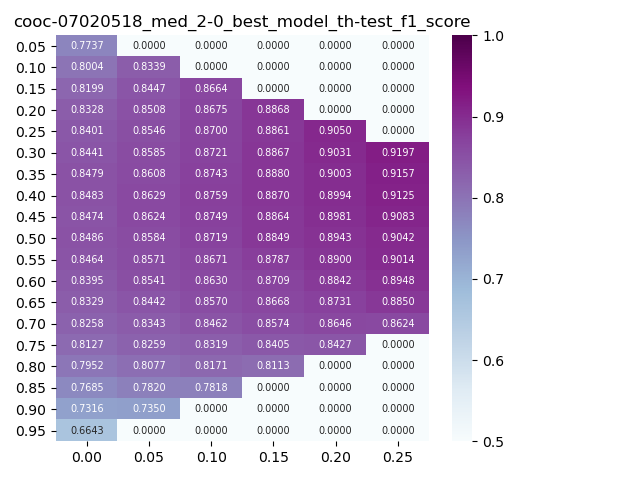 cooc-07020518_med_2-0_best_model_th-test_f1_score
0.05 0.7737 0.0000 0.0000 0.0000 0.0000 0.0000
0.10 0.8004 0.8339 0.0000 0.0000 0.0000 0.0000
0.15 0.8199 0.8447 0.8664 0.0000 0.0000 0.0000
0.20 0.8328 0.8508 0.8675 0.8868 0.0000 0.0000
0.25 0.8401 0.8546 0.8700 0.8861 0.9050 0.0000
0.30 0.8441 0.8585 0.8721 0.8867 0.9031 0.9197
0.35 0.8479 0.8608 0.8743 0.8880 0.9003 0.9157
0.40 0.8483 0.8629 0.8759 0.8870 0.8994 0.9125
0.45 0.8474 0.8624 0.8749 0.8864 0.8981 0.9083
0.50 0.8486 0.8584 0.8719 0.8849 0.8943 0.9042
0.55 0.8464 0.8571 0.8671 0.8787 0.8900 0.9014
0.60 0.8395 0.8541 0.8630 0.8709 0.8842 0.8948
0.65 0.8329 0.8442 0.8570 0.8668 0.8731 0.8850
0.70 0.8258 0.8343 0.8462 0.8574 0.8646 0.8624
0.75 0.8127 0.8259 0.8319 0.8405 0.8427 0.0000
0.80 0.7952 0.8077 0.8171 0.8113 0.0000 0.0000
0.85 0.7685 0.7820 0.7818 0.0000 0.0000 0.0000
0.90 0.7316 0.7350 0.0000 0.0000 0.0000 0.0000
0.95 0.6643 0.0000 0.0000 0.0000 0.0000 0.0000
0.00 0.05 0.10 0.15 0.20 0.25
1.0
0.9
0.8
0.7
0.6
0.5